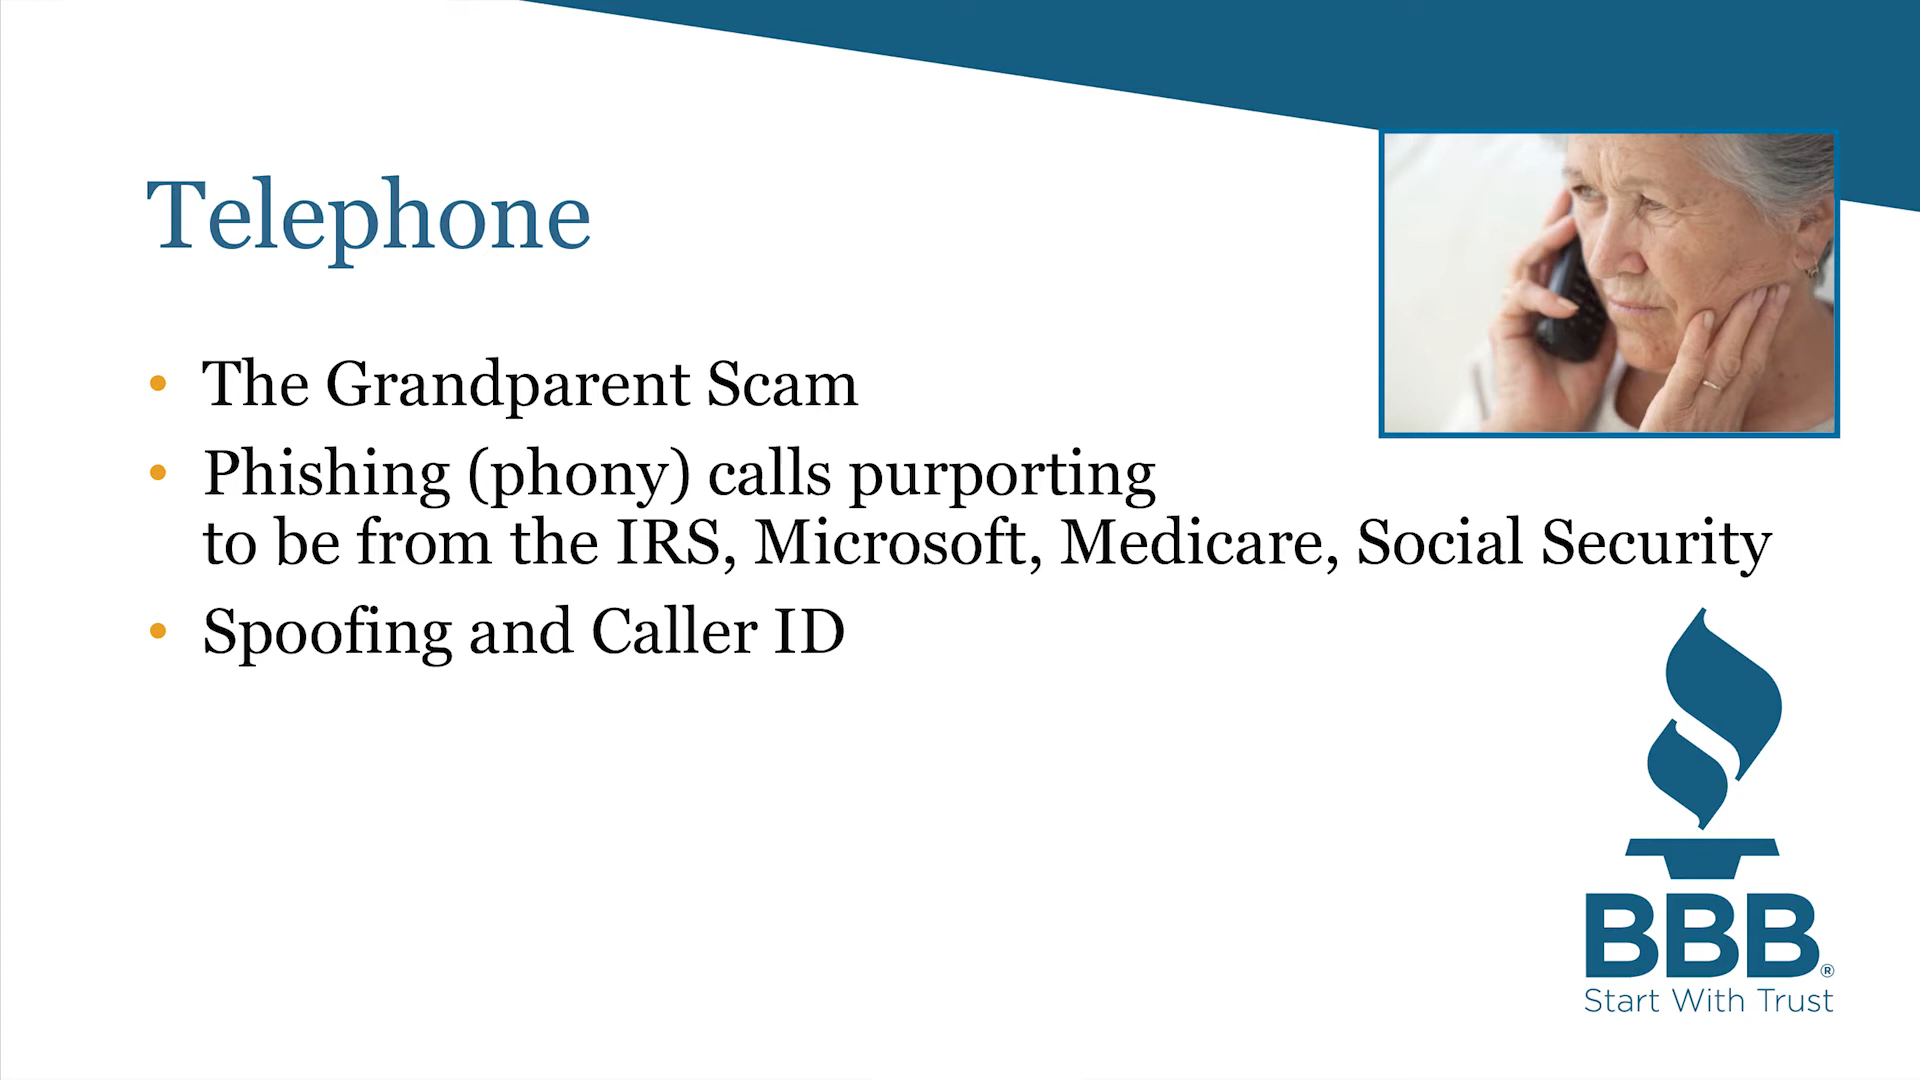 Telephone
• The Grandparent Scam
• Phishing (phony) calls purporting
to be from the IRS, Microsoft, Medicare, Social Security
• Spoofing and Caller ID
BBB®
Start With Trust